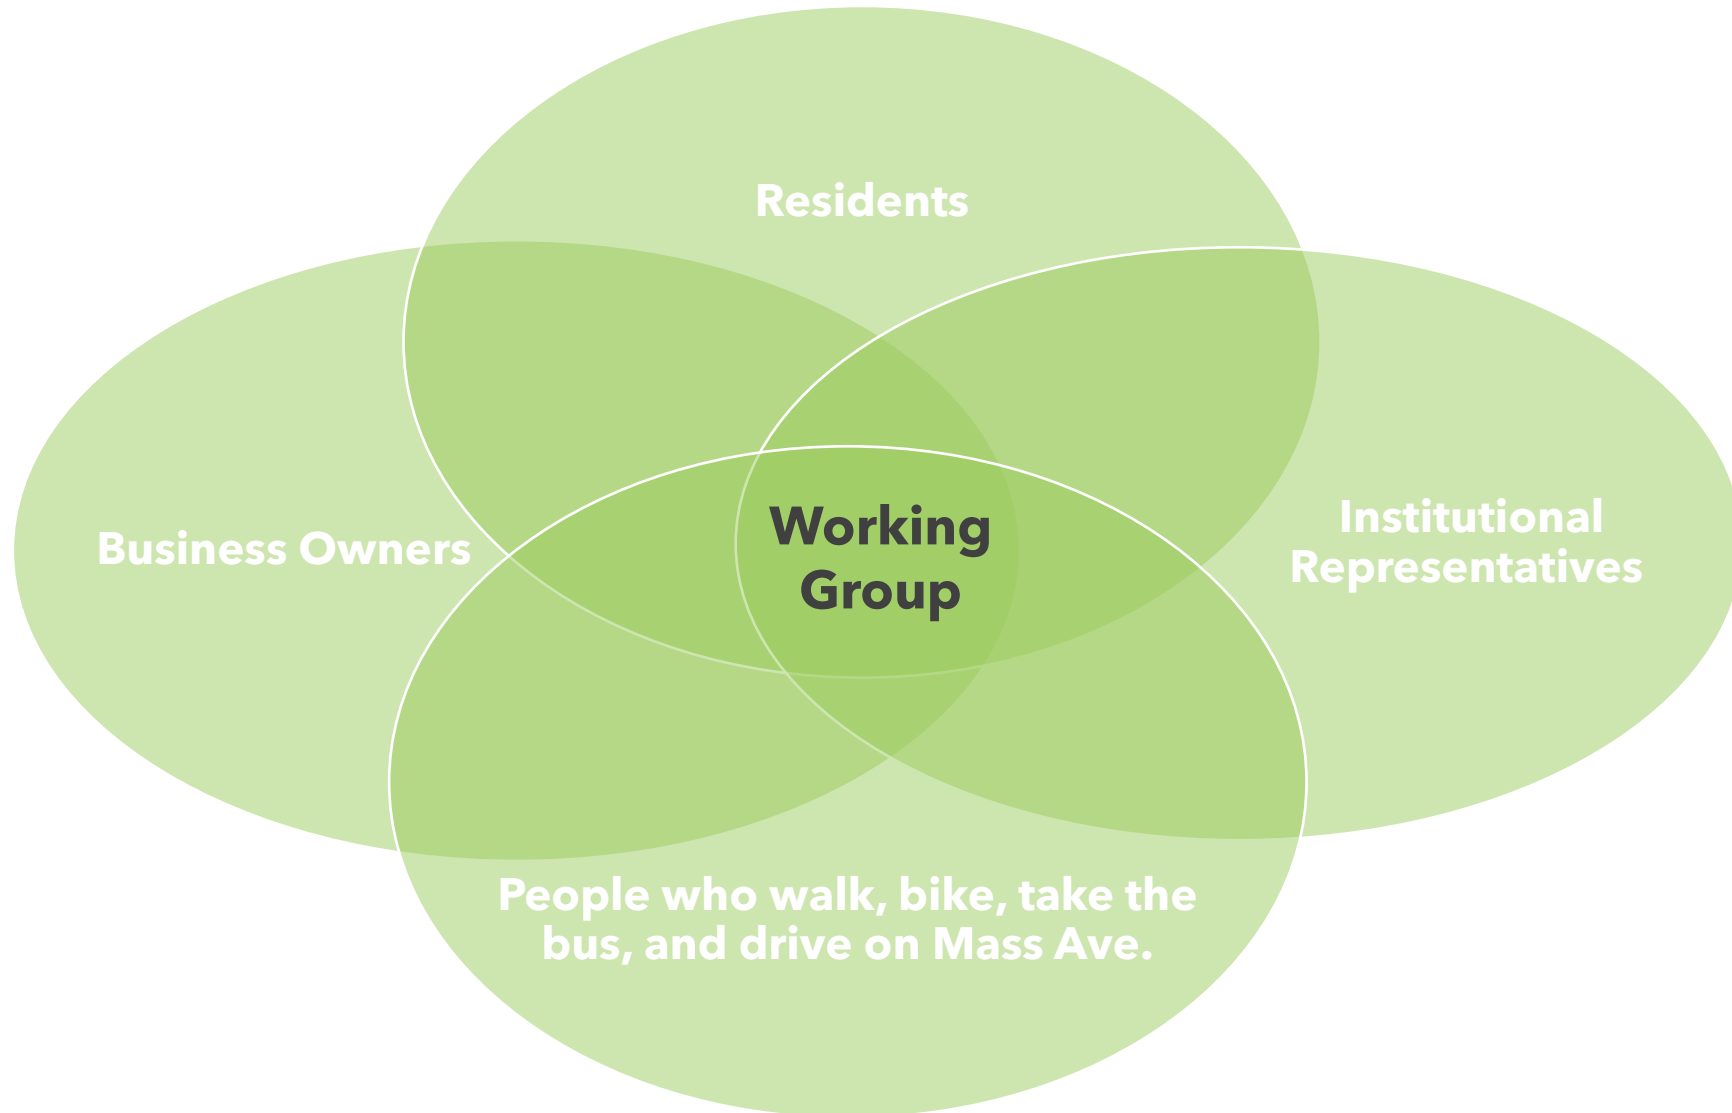 Residents
Business Owners
Working
Group
Institutional
Representatives
People who walk, bike, take the
bus, and drive on Mass Ave.